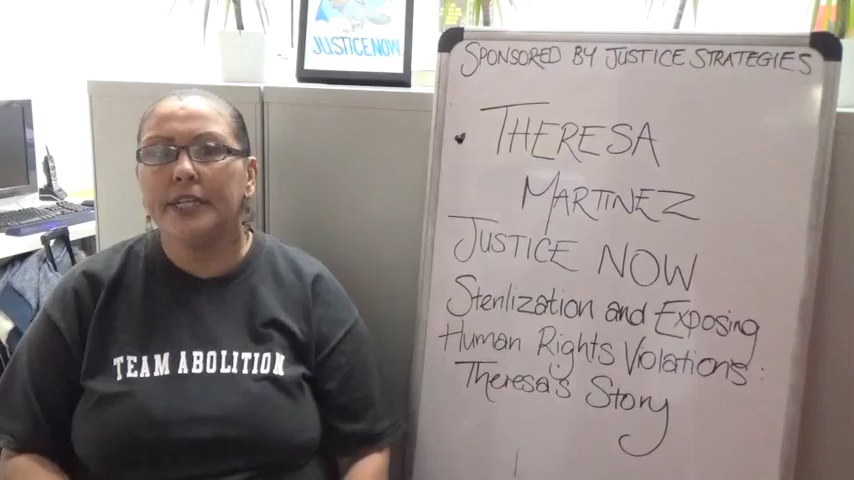 JUSTICE NOW
SPONSORED BY JUSTICE STRATEGIES
THERESA
MARTINEZ
JUSTICE NOW
Sterilization and Exposing
Human Rights Violations:
Theresa's Story
TEAM ABOLITION